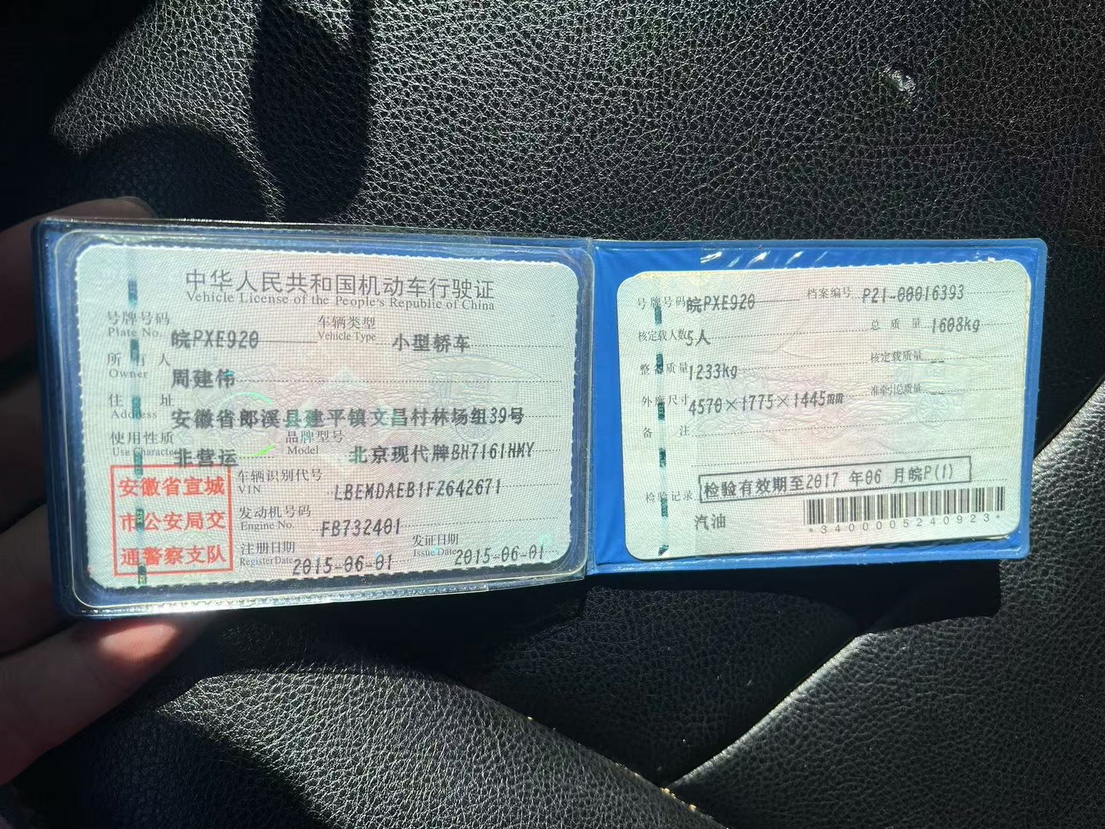 中华人民共和国机动车行驶证
Vehicle License of the People's Republic of China
号牌号码 皖PXE920 车辆类型 小型轿车
Plate No. Vehicle Type
所有人 周建伟
Owner
住址 安徽省郎溪县建平镇文昌村林场组39号
Address
使用性质 非营运 品牌型号 北京现代牌BH7161HMY
Use Character Model
安徽省宣城
市公安局交
通警察支队
车辆识别代号 LBEMDAEB1FZ642671
VIN
发动机号码 FB732401
Engine No.
注册日期 2015-06-01 发证日期 2015-06-01
Register Date Issue Date
号牌号码 皖PXE920 档案编号 P21-00016393
核定载人数 5人 总质量 1608kg
整备质量 1233kg 核定载质量 --
外廓尺寸 4570×1775×1445mm 准牵引总质量 --
备注
检验记录 检验有效期至2017 年06 月皖P(1)
汽油
*3400005240923*